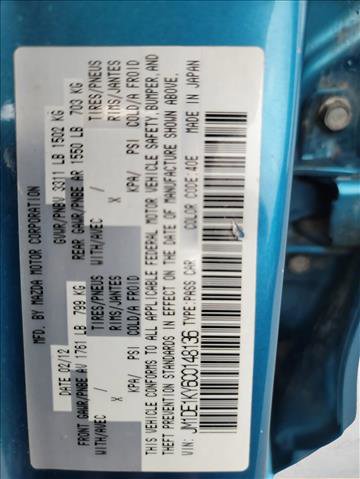 MFD. BY MAZDA MOTOR CORPORATION
DATE 02/12 GVWR/PNBV 3311 LB 1502 KG
FRONT GAWR/PNBE AV 1761 LB 799 KG REAR GAWR/PNBE AR 1550 LB 703 KG
WITH/AVEC TIRES/PNEUS WITH/AVEC TIRES/PNEUS
X RIMS/JANTES X RIMS/JANTES
KPA/ PSI COLD/A FROID KPA/ PSI COLD/A FROID
THIS VEHICLE CONFORMS TO ALL APPLICABLE FEDERAL MOTOR VEHICLE SAFETY, BUMPER, AND
THEFT PREVENTION STANDARDS IN EFFECT ON THE DATE OF MANUFACTURE SHOWN ABOVE.
VIN: JM1DE1KY6C0148136 TYPE:PASS CAR COLOR CODE:40E MADE IN JAPAN